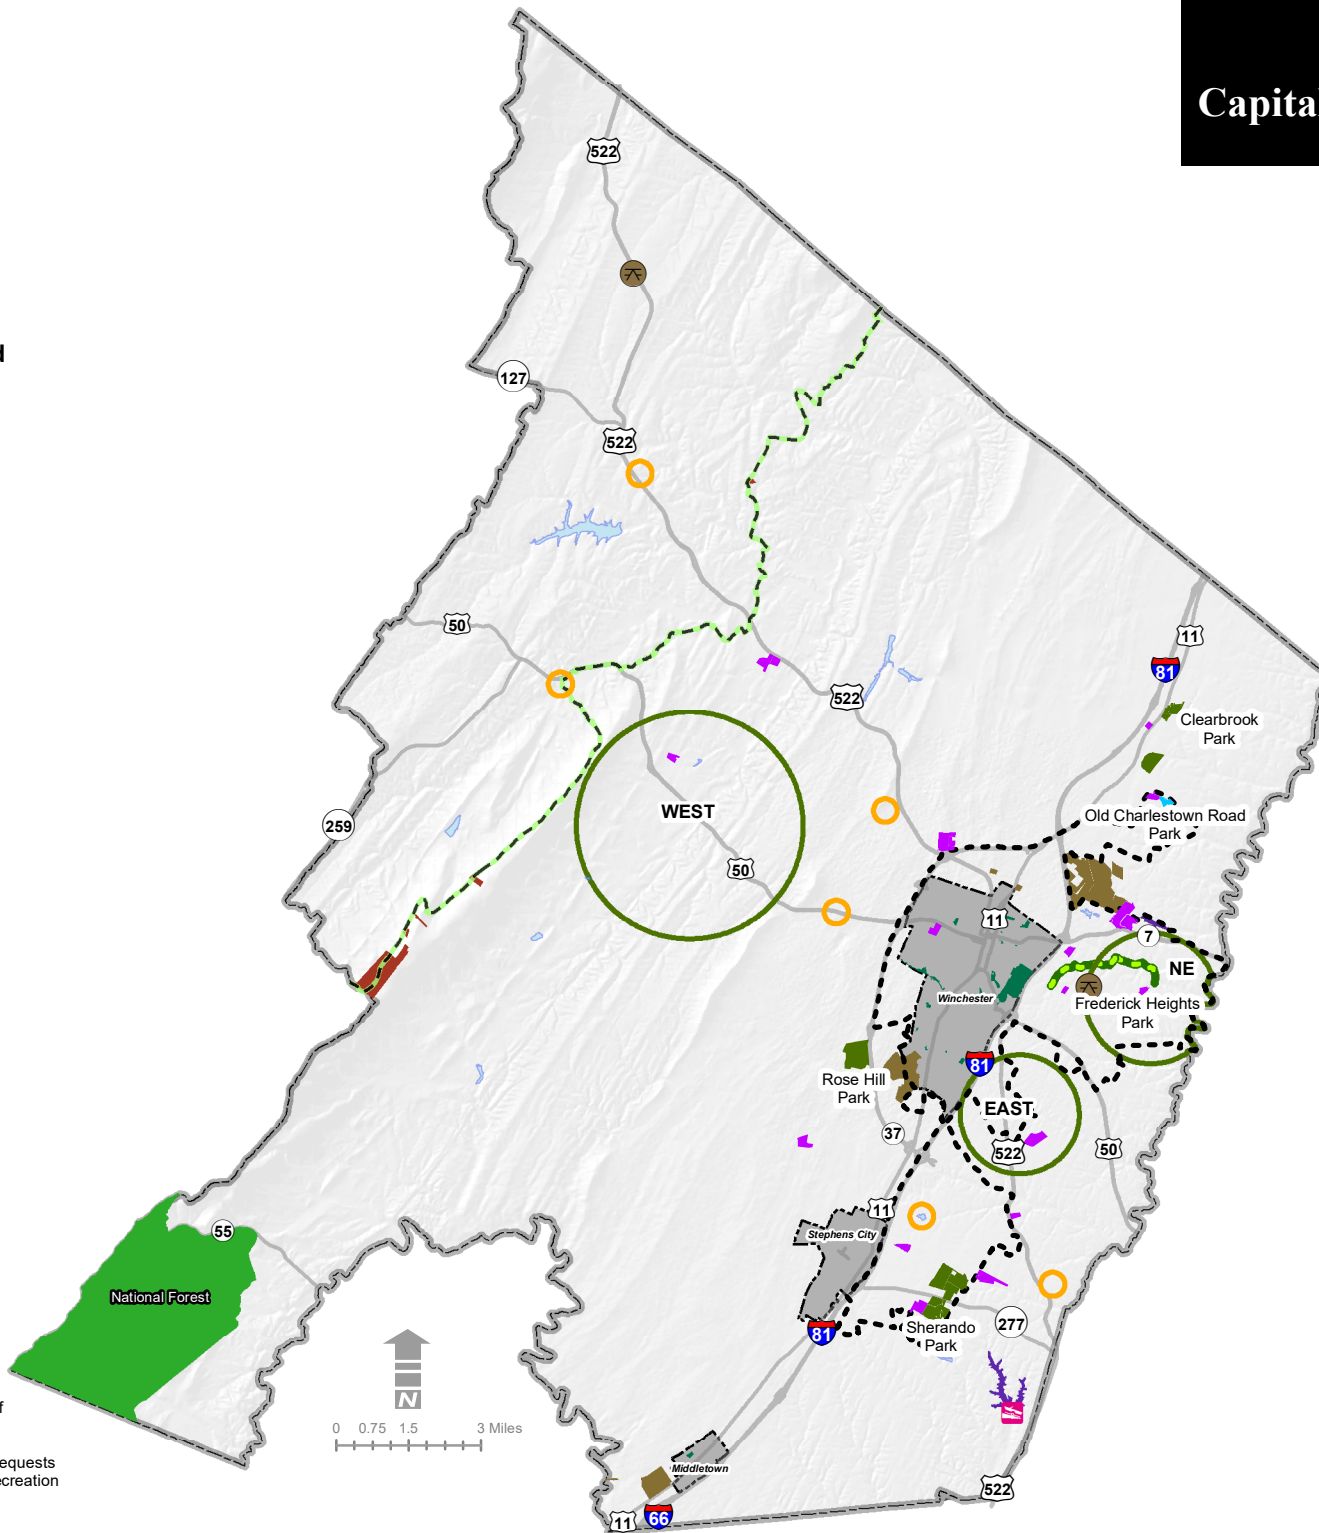 Capital
522
d
127
522
50
11
81
522
Clearbrook
Park
259
WEST
Old Charlestown Road
Park
50
11
7
NE
Winchester
Frederick Heights
Park
81
Rose Hill
Park
EAST
37
522
50
11
55
Stephens City
National Forest
277
81
Sherando
Park
N
f
0 0.75 1.5 3 Miles
equests
creation
Middletown
522
11
66